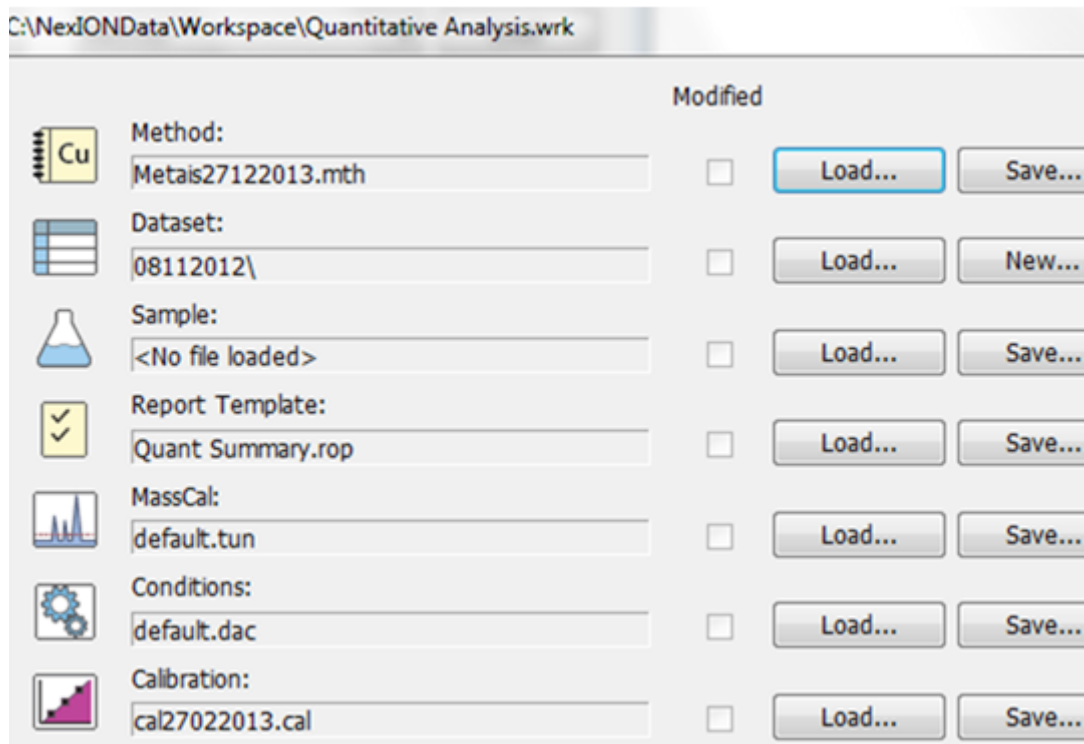 C:\NexIONData\Workspace\Quantitative Analysis.wrk
Modified
Cu
Method:
Metais27122013.mth
Load...
Save...
Dataset:
08112012\
Load...
New...
Sample:
<No file loaded>
Load...
Save...
Report Template:
Quant Summary.rop
Load...
Save...
MassCal:
default.tun
Load...
Save...
Conditions:
default.dac
Load...
Save...
Calibration:
cal27022013.cal
Load...
Save...